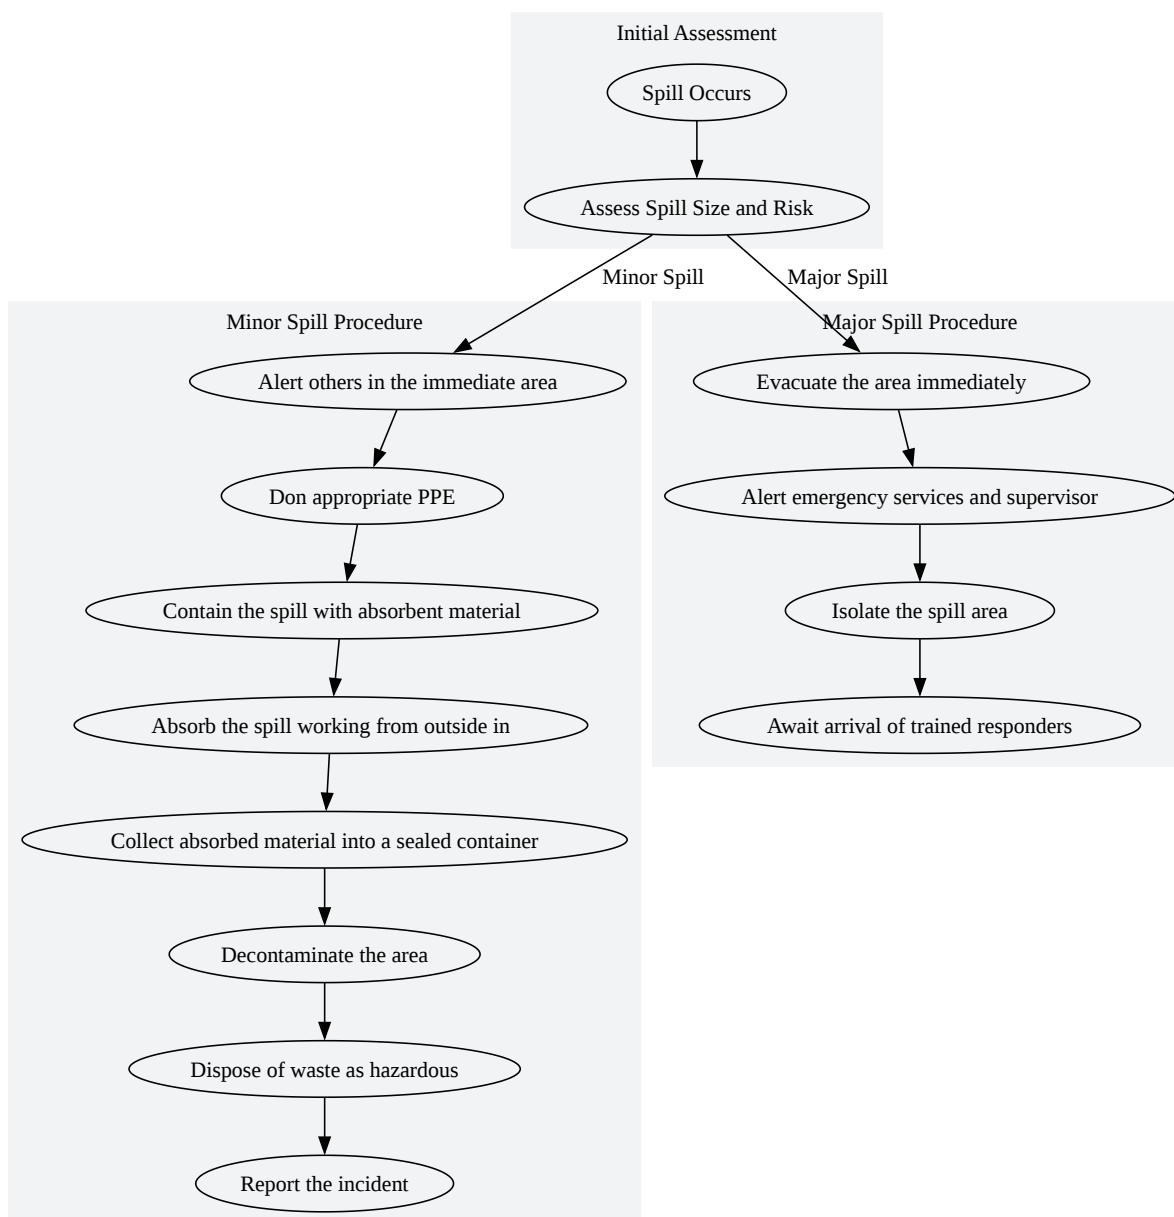 Initial Assessment
Spill Occurs
Assess Spill Size and Risk
Minor Spill
Major Spill
Minor Spill Procedure
Alert others in the immediate area
Don appropriate PPE
Contain the spill with absorbent material
Absorb the spill working from outside in
Collect absorbed material into a sealed container
Decontaminate the area
Dispose of waste as hazardous
Report the incident
Major Spill Procedure
Evacuate the area immediately
Alert emergency services and supervisor
Isolate the spill area
Await arrival of trained responders